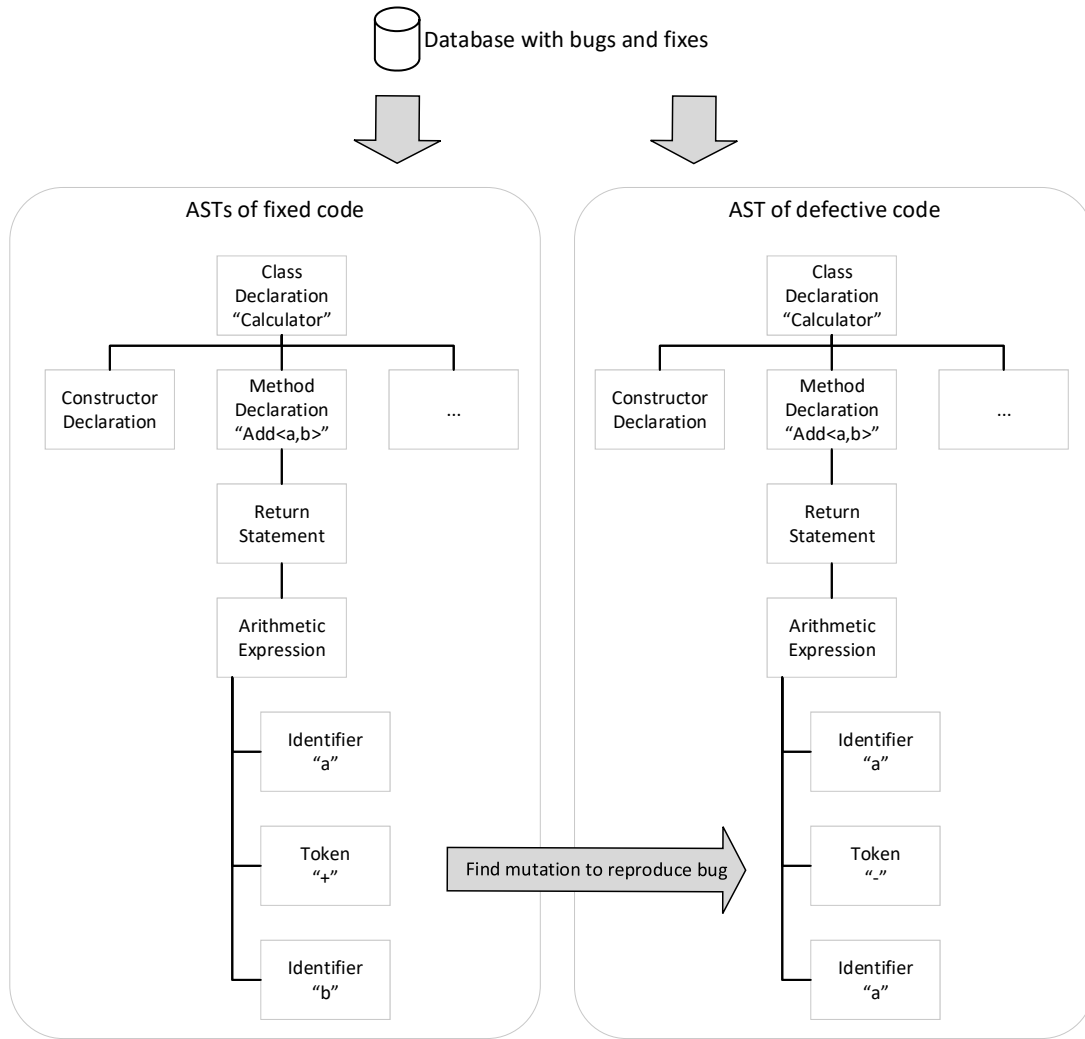 Database with bugs and fixes
ASTs of fixed code
Class
Declaration
“Calculator”
Constructor
Declaration
Method
Declaration
“Add<a,b>”
...
Return
Statement
Arithmetic
Expression
Identifier
“a”
Token
“+”
Identifier
“b”
Find mutation to reproduce bug
AST of defective code
Class
Declaration
“Calculator”
Constructor
Declaration
Method
Declaration
“Add<a,b>”
...
Return
Statement
Arithmetic
Expression
Identifier
“a”
Token
“-”
Identifier
“a”